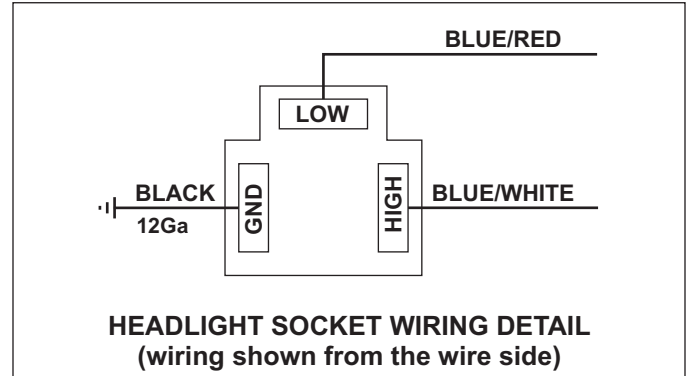 BLUE/RED
LOW
BLACK
12Ga
GND
HIGH
BLUE/WHITE
HEADLIGHT SOCKET WIRING DETAIL
(wiring shown from the wire side)